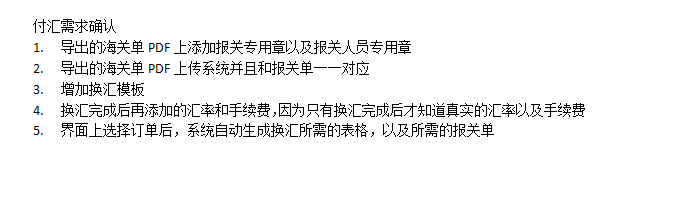 付汇需求确认
1. 导出的海关单 PDF 上添加报关专用章以及报关人员专用章
2. 导出的海关单 PDF 上传系统并且和报关单一一对应
3. 增加换汇模板
4. 换汇完成后再添加的汇率和手续费,因为只有换汇完成后才知道真实的汇率以及手续费
5. 界面上选择订单后，系统自动生成换汇所需的表格，以及所需的报关单